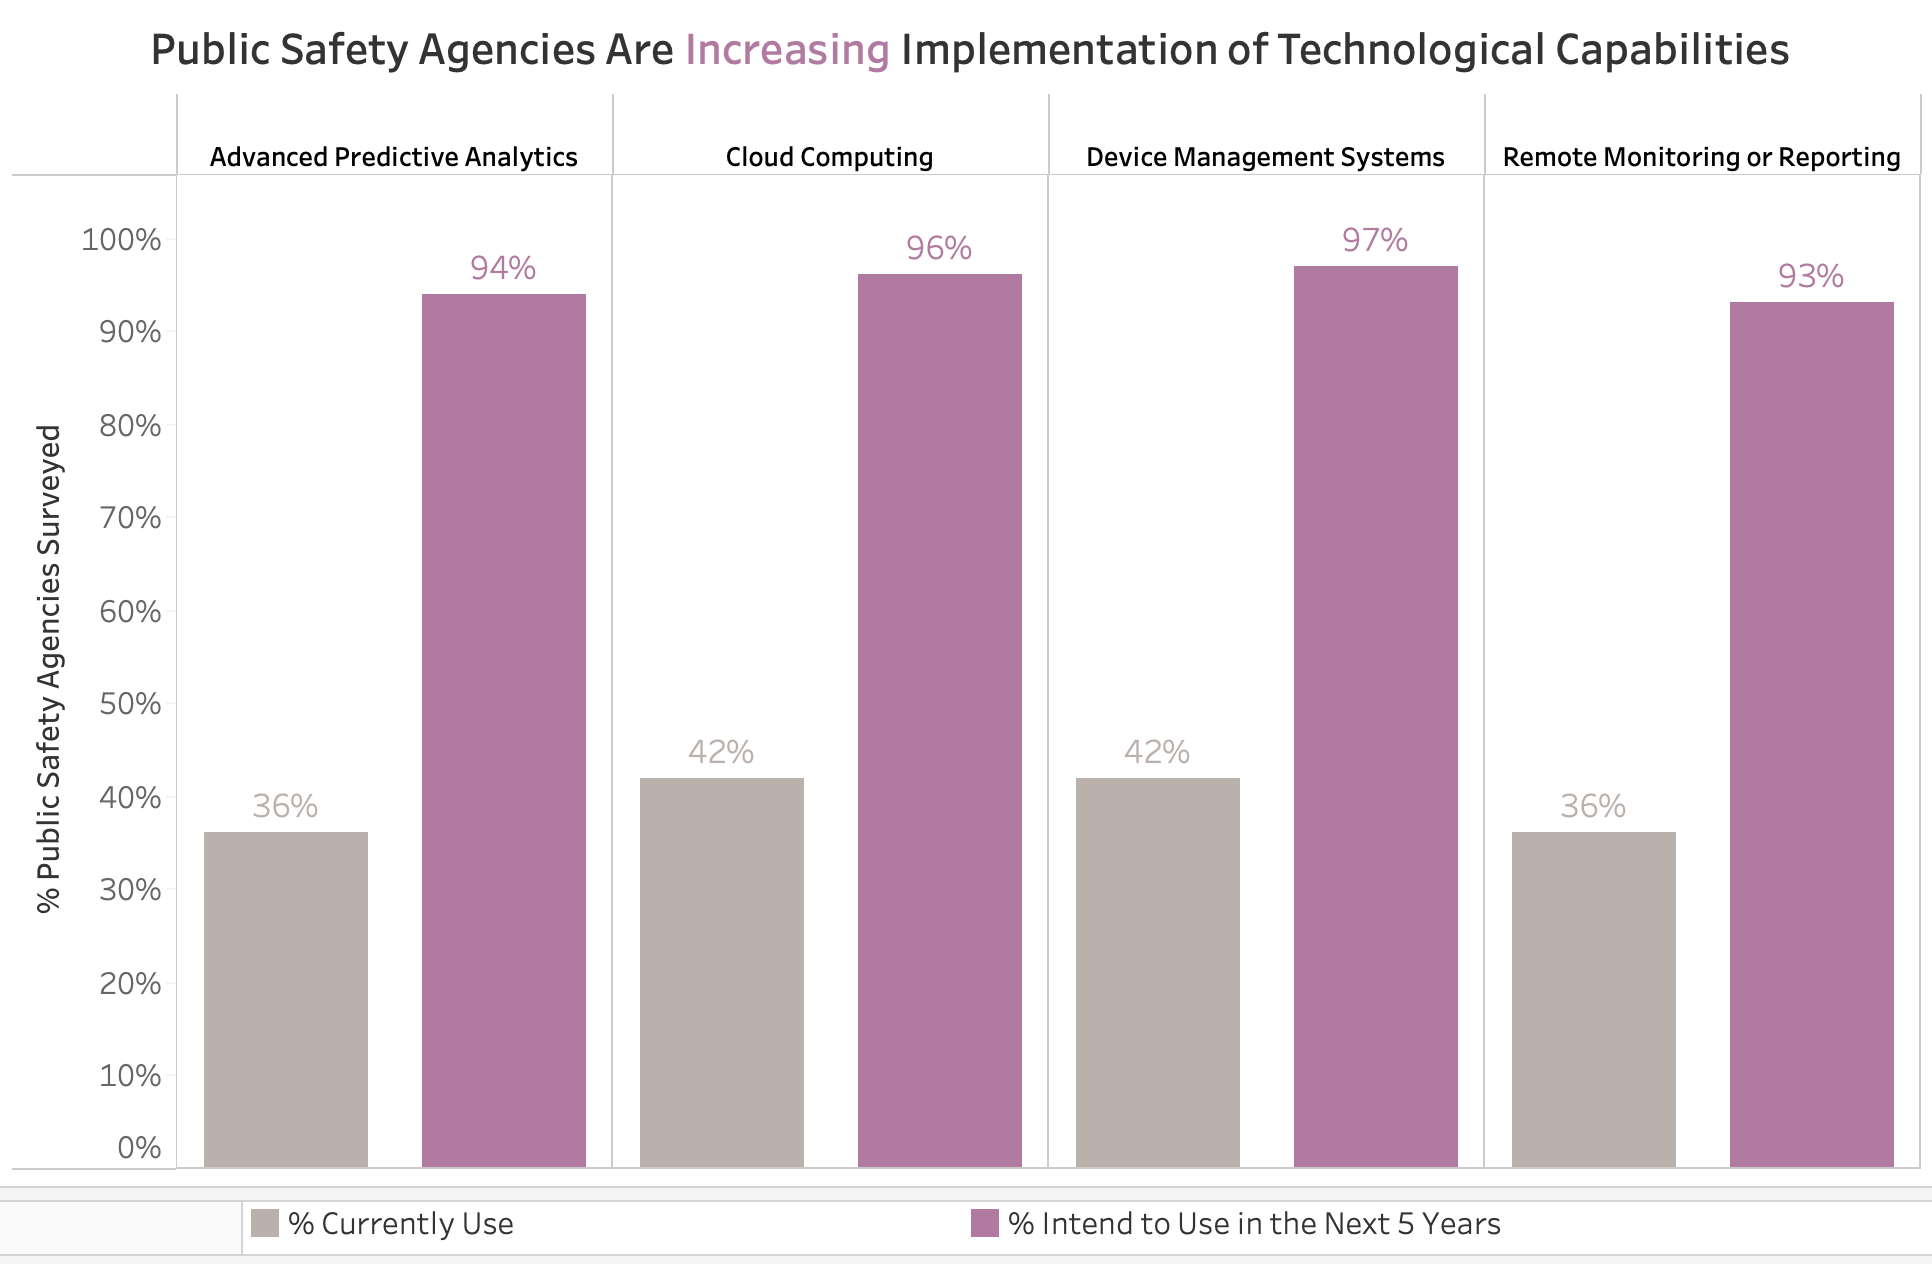 Public Safety Agencies Are Increasing Implementation of Technological Capabilities
Advanced Predictive Analytics
Cloud Computing
Device Management Systems
Remote Monitoring or Reporting
% Public Safety Agencies Surveyed
100%
90%
80%
70%
60%
50%
40%
30%
20%
10%
0%
36%
94%
42%
96%
42%
97%
36%
93%
% Currently Use
% Intend to Use in the Next 5 Years